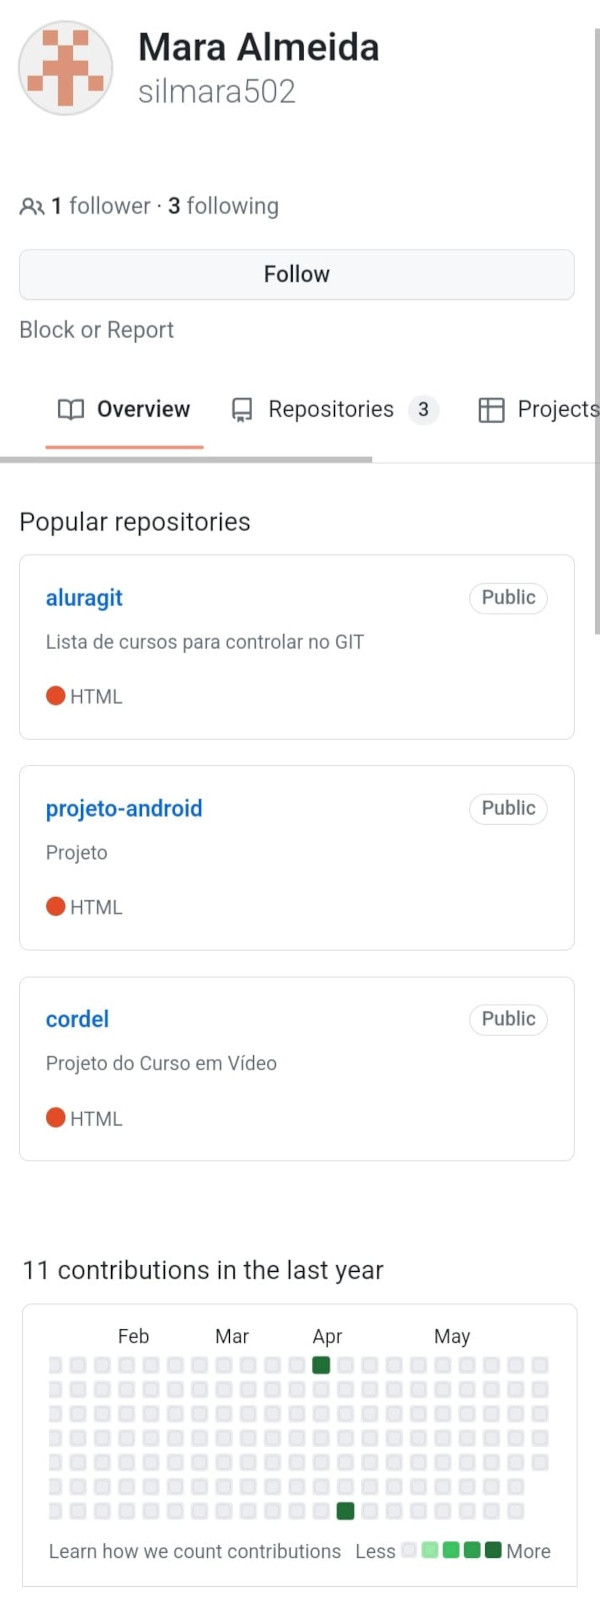 Mara Almeida
silmara502
1 follower · 3 following
Follow
Block or Report
Overview Repositories 3 Projects
Popular repositories
aluragit Public
Lista de cursos para controlar no GIT
HTML
projeto-android Public
Projeto
HTML
cordel Public
Projeto do Curso em Vídeo
HTML
11 contributions in the last year
Feb Mar Apr May
Learn how we count contributions Less More